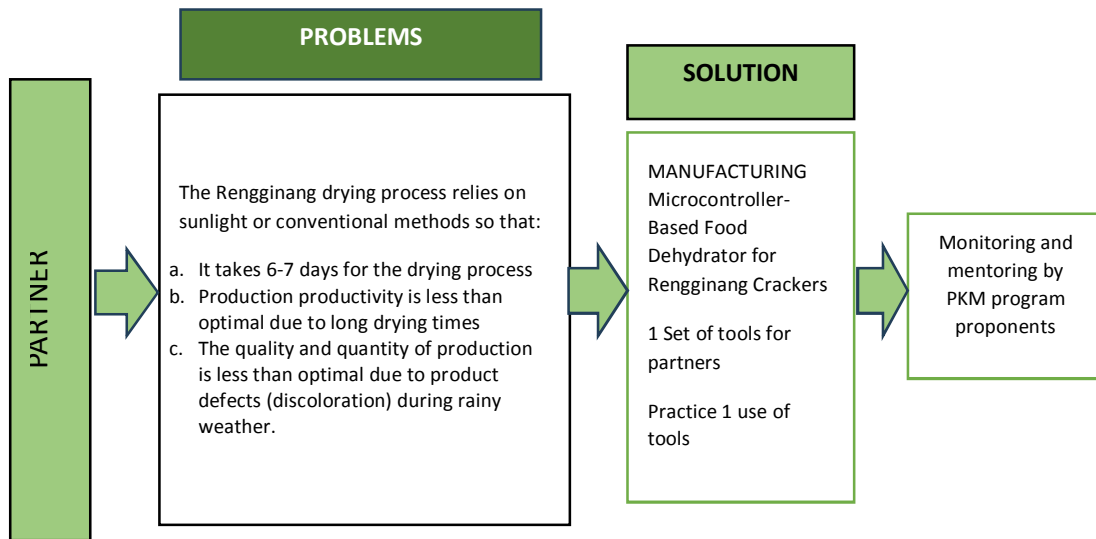 PARTNER
PROBLEMS
The Rengginang drying process relies on
sunlight or conventional methods so that:
a. It takes 6-7 days for the drying process
b. Production productivity is less than
optimal due to long drying times
c. The quality and quantity of production
is less than optimal due to product
defects (discoloration) during rainy
weather.
SOLUTION
MANUFACTURING
Microcontroller-
Based Food
Dehydrator for
Rengginang Crackers
1 Set of tools for
partners
Practice 1 use of
tools
Monitoring and
mentoring by
PKM program
proponents